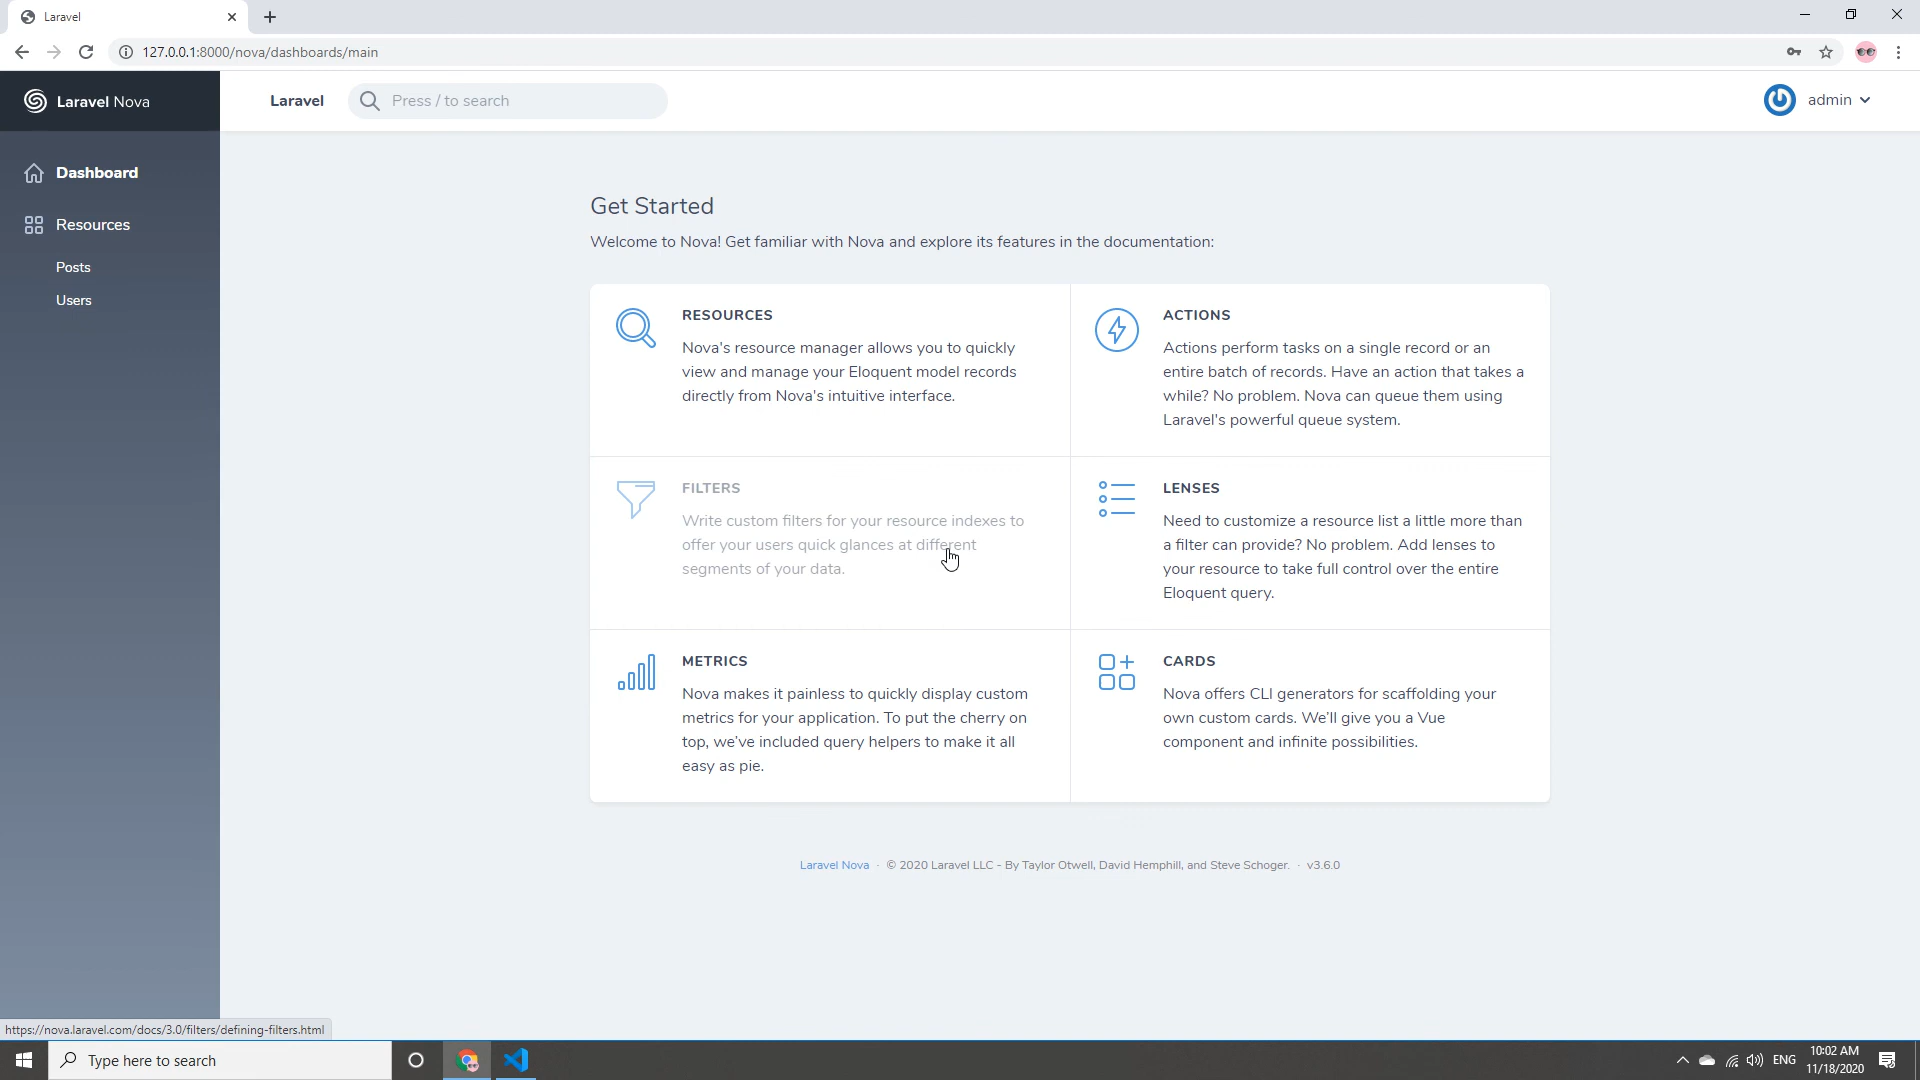 Laravel
127.0.0.1:8000/nova/dashboards/main
Laravel Nova
Laravel
Press / to search
admin
Dashboard
Resources
Posts
Users
Get Started
Welcome to Nova! Get familiar with Nova and explore its features in the documentation:
RESOURCES
Nova's resource manager allows you to quickly
view and manage your Eloquent model records
directly from Nova's intuitive interface.
ACTIONS
Actions perform tasks on a single record or an
entire batch of records. Have an action that takes a
while? No problem. Nova can queue them using
Laravel's powerful queue system.
FILTERS
Write custom filters for your resource indexes to
offer your users quick glances at different
segments of your data.
LENSES
Need to customize a resource list a little more than
a filter can provide? No problem. Add lenses to
your resource to take full control over the entire
Eloquent query.
METRICS
Nova makes it painless to quickly display custom
metrics for your application. To put the cherry on
top, we’ve included query helpers to make it all
easy as pie.
CARDS
Nova offers CLI generators for scaffolding your
own custom cards. We’ll give you a Vue
component and infinite possibilities.
Laravel Nova · © 2020 Laravel LLC - By Taylor Otwell, David Hemphill, and Steve Schoger. · v3.6.0
https://nova.laravel.com/docs/3.0/filters/defining-filters.html
Type here to search
ENG
10:02 AM
11/18/2020